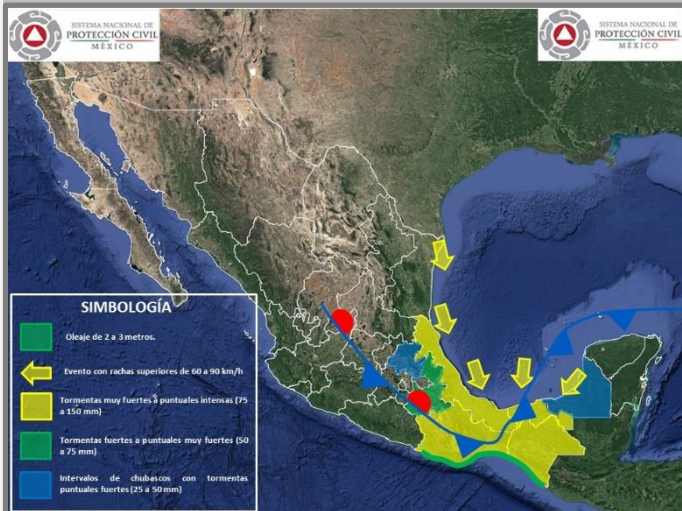 SISTEMA NACIONAL DE
PROTECCIÓN CIVIL
MÉXICO
SISTEMA NACIONAL DE
PROTECCIÓN CIVIL
MÉXICO
SIMBOLOGÍA
Oleaje de 2 a 3 metros.
Evento con rachas superiores de 60 a 90 km/h
Tormentas muy fuertes a puntuales intensas (75
a 150 mm)
Tormentas fuertes a puntuales muy fuertes (50
a 75 mm)
Intervalos de chubascos con tormentas
puntuales fuertes (25 a 50 mm)